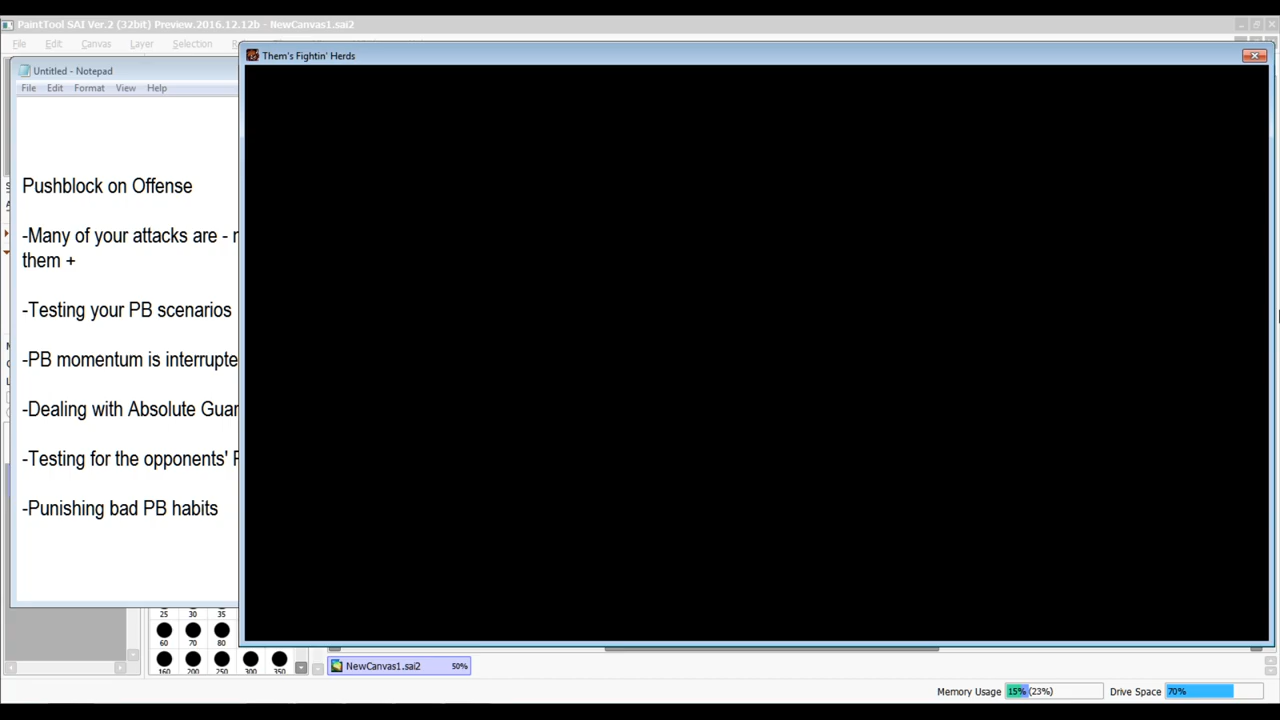 PaintTool SAI Ver.2 (32bit) Preview.2016.12.12b - NewCanvas1.sai2
File Edit Canvas Layer Selection
Them's Fightin' Herds
Untitled - Notepad
File Edit Format View Help
Pushblock on Offense
-Many of your attacks are -
them +
-Testing your PB scenarios
-PB momentum is interrupte
-Dealing with Absolute Guar
-Testing for the opponents'
-Punishing bad PB habits
25 30 35
60 70 80
160 200 250 300 350
NewCanvas1.sai2 50%
Memory Usage 15% (23%) Drive Space 70%